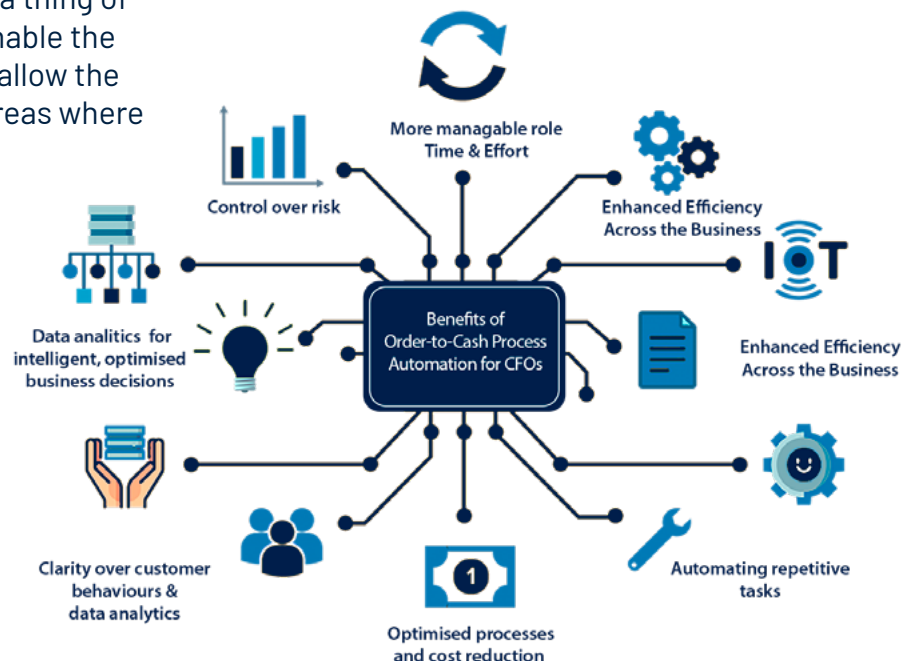 a thing of
nable the
allow the
reas where
More managable role
Time & Effort
Control over risk
Enhanced Efficiency
Across the Business
IoT
Benefits of
Order-to-Cash Process
Automation for CFOs
Data analitics for
intelligent, optimised
business decisions
Enhanced Efficiency
Across the Business
Clarity over customer
behaviours &
data analytics
1
Automating repetitive
tasks
Optimised processes
and cost reduction